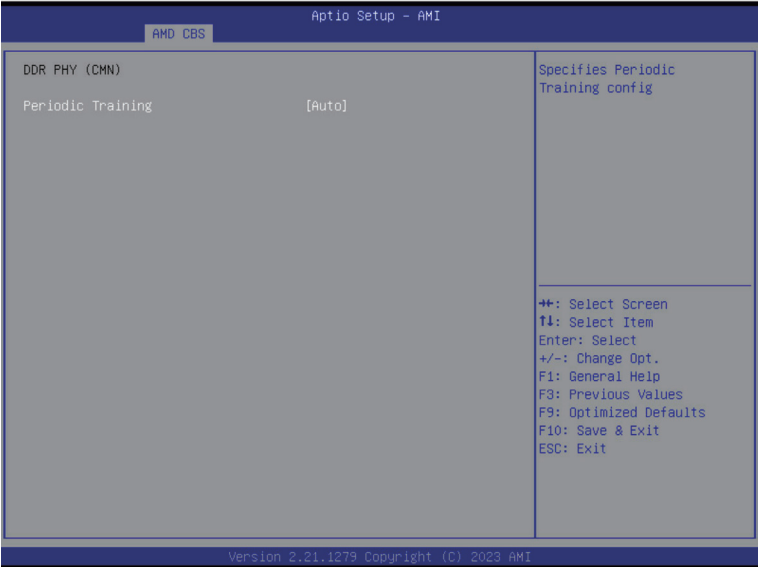 Aptio Setup – AMI
AMD CBS
DDR PHY (CMN)
Periodic Training [Auto]
Specifies Periodic
Training config
→←: Select Screen
↑↓: Select Item
Enter: Select
+/-: Change Opt.
F1: General Help
F3: Previous Values
F9: Optimized Defaults
F10: Save & Exit
ESC: Exit
Version 2.21.1279 Copyright (C) 2023 AMI